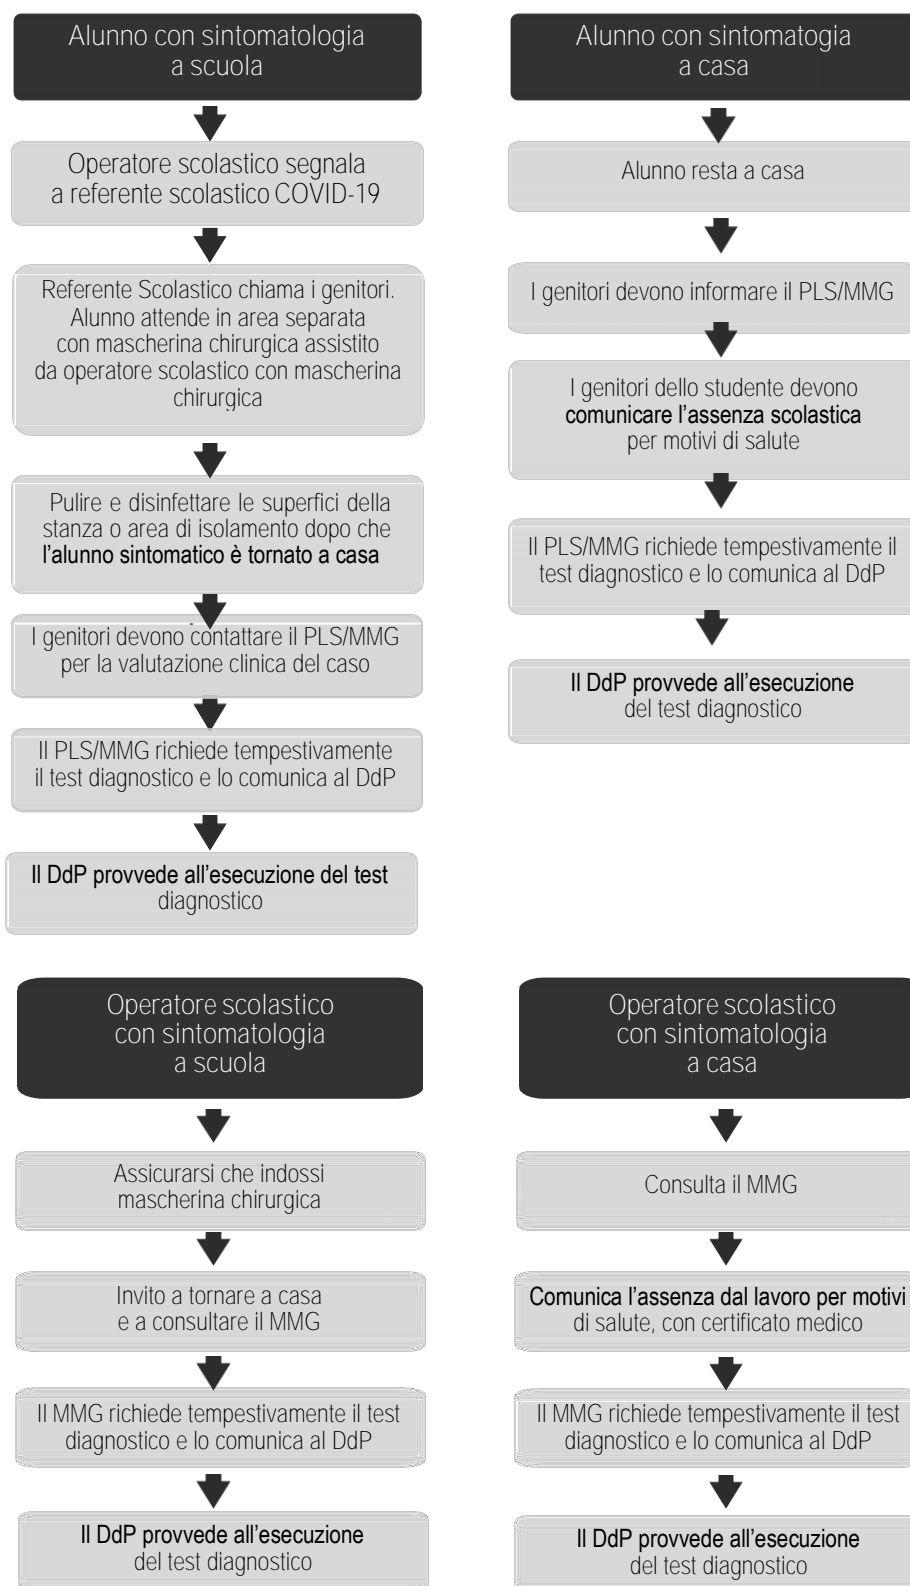 Alunno con sintomatologia
a scuola
Operatore scolastico segnala
a referente scolastico COVID-19
Referente Scolastico chiama i genitori.
Alunno attende in area separata
con mascherina chirurgica assistito
da operatore scolastico con mascherina
chirurgica
Pulire e disinfettare le superfici della
stanza o area di isolamento dopo che
l'alunno sintomatico è tornato a casa
I genitori devono contattare il PLS/MMG
per la valutazione clinica del caso
Il PLS/MMG richiede tempestivamente
il test diagnostico e lo comunica al DdP
Il DdP provvede all'esecuzione del test
diagnostico
Alunno con sintomatogia
a casa
Alunno resta a casa
I genitori devono informare il PLS/MMG
I genitori dello studente devono
comunicare l'assenza scolastica
per motivi di salute
Il PLS/MMG richiede tempestivamente il
test diagnostico e lo comunica al DdP
Il DdP provvede all'esecuzione
del test diagnostico
Operatore scolastico
con sintomatologia
a scuola
Assicurarsi che indossi
mascherina chirurgica
Invito a tornare a casa
e a consultare il MMG
Il MMG richiede tempestivamente il test
diagnostico e lo comunica al DdP
Il DdP provvede all'esecuzione
del test diagnostico
Operatore scolastico
con sintomatologia
a casa
Consulta il MMG
Comunica l'assenza dal lavoro per motivi
di salute, con certificato medico
Il MMG richiede tempestivamente il test
diagnostico e lo comunica al DdP
Il DdP provvede all'esecuzione
del test diagnostico